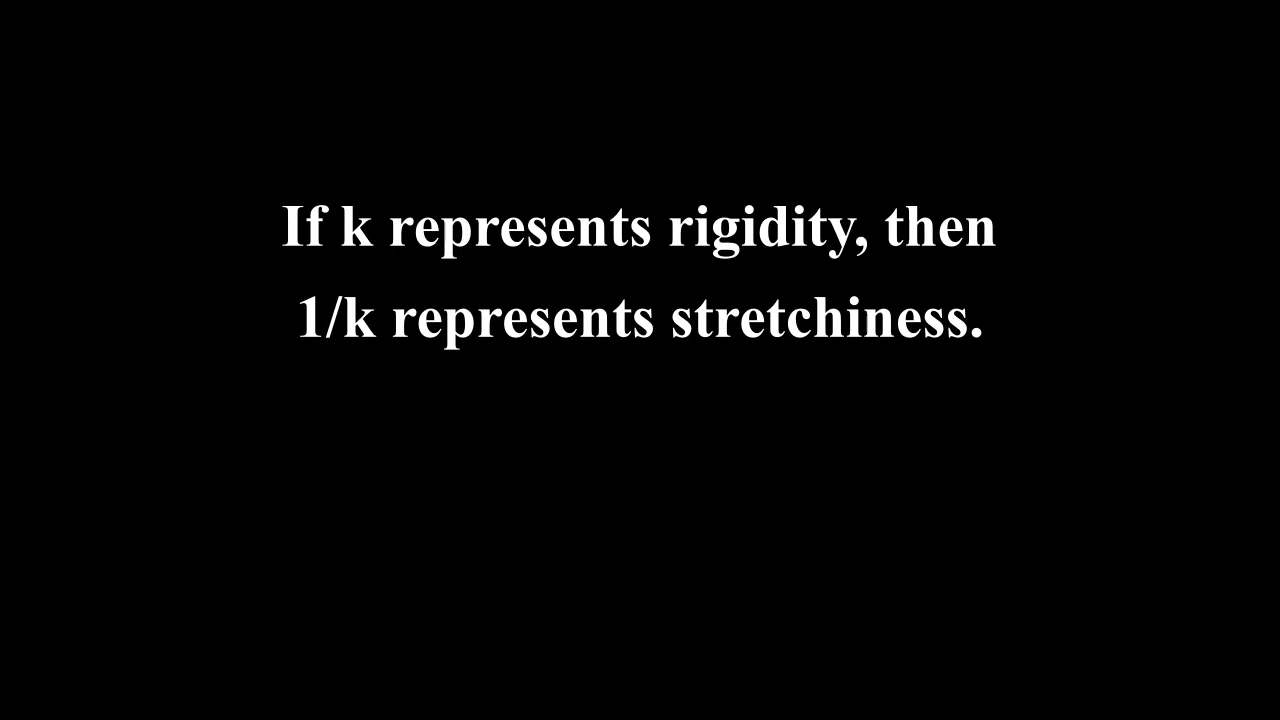 If k represents rigidity, then
1/k represents stretchiness.